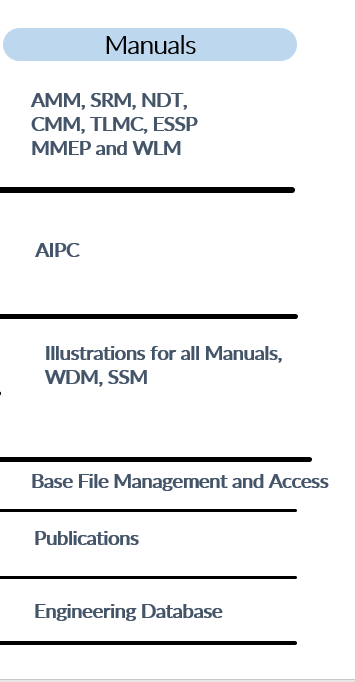 Manuals
AMM, SRM, NDT,
CMM, TLMC, ESSP
MMEP and WLM
AIPC
Illustrations for all Manuals,
WDM, SSM
Base File Management and Access
Publications
Engineering Database